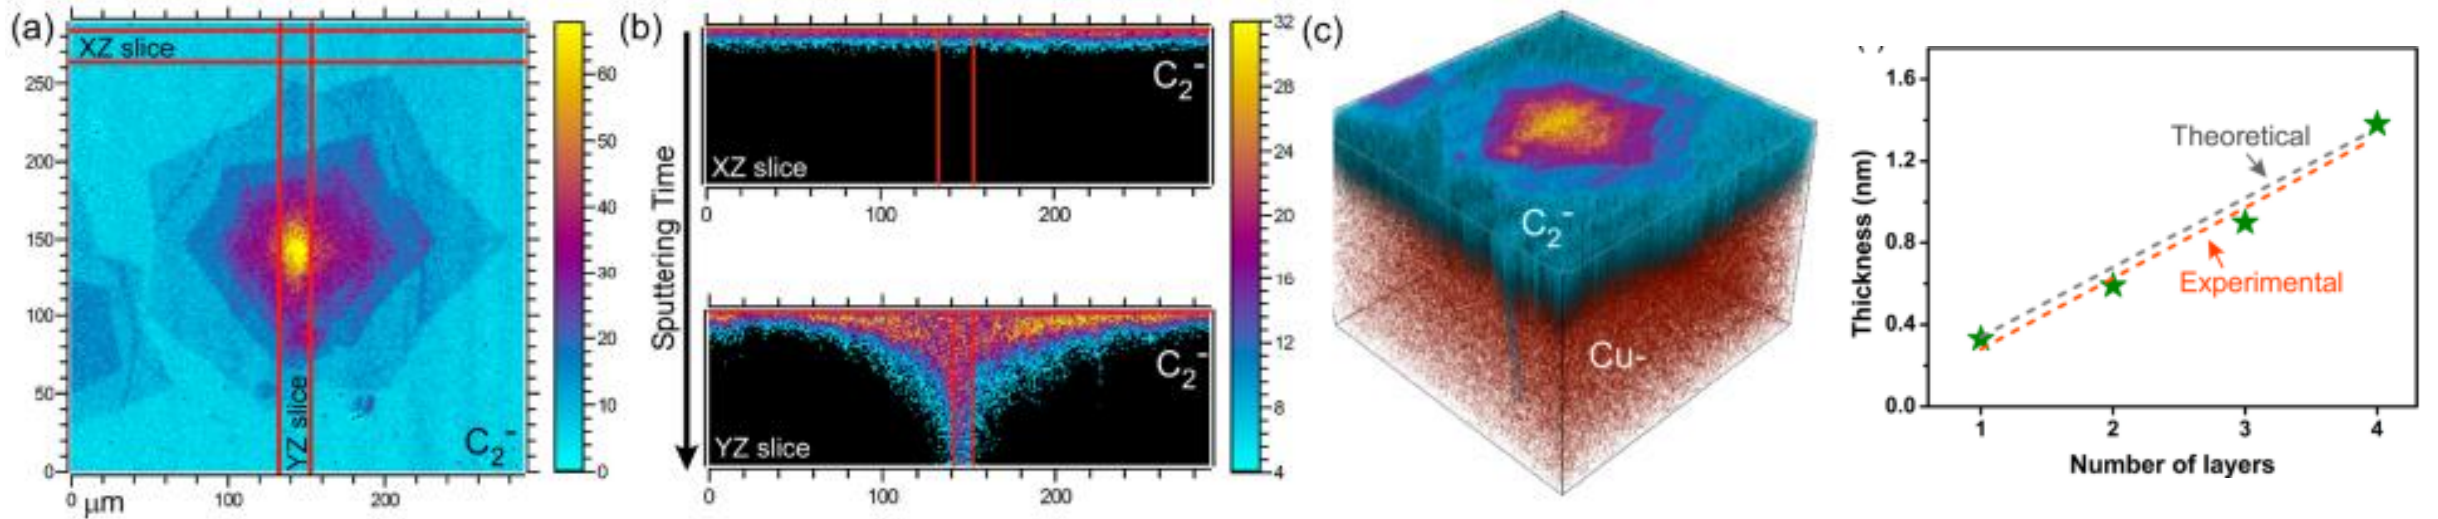 (a)
XZ slice
250
200
150
100
50
0
0
100
200
μm
YZ slice
C2-
60
50
40
30
20
10
0
(b)
Sputtering Time
C2-
XZ slice
0
100
200
C2-
YZ slice
0
100
200
32
28
24
20
16
12
8
4
(c)
C2-
Cu-
Thickness (nm)
1.6
1.2
0.8
0.4
0.0
Theoretical
Experimental
1
2
3
4
Number of layers